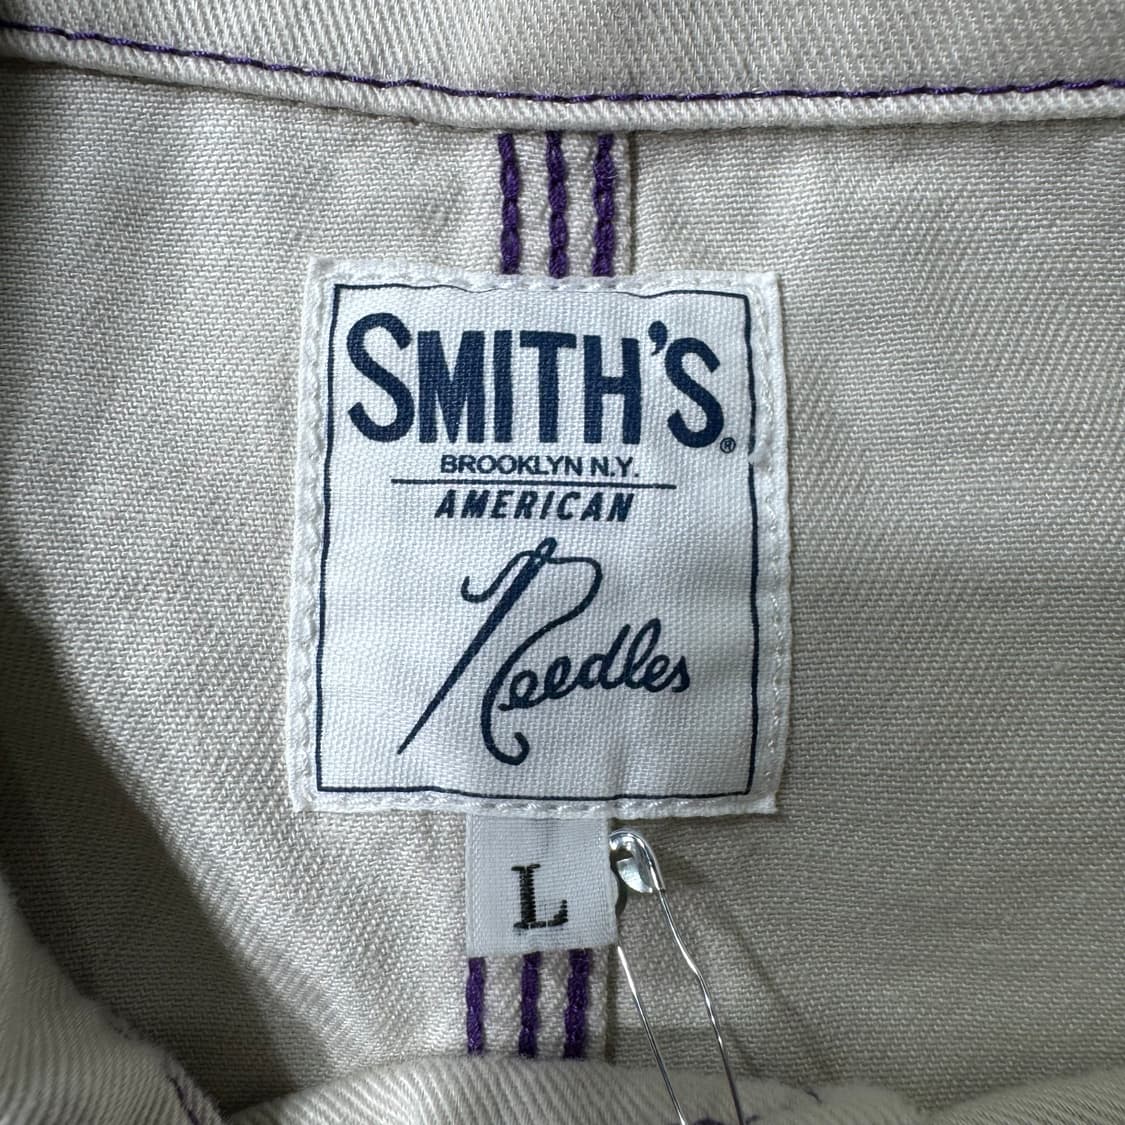 SMITH'S®
BROOKLYN N.Y.
AMERICAN
Needles
L